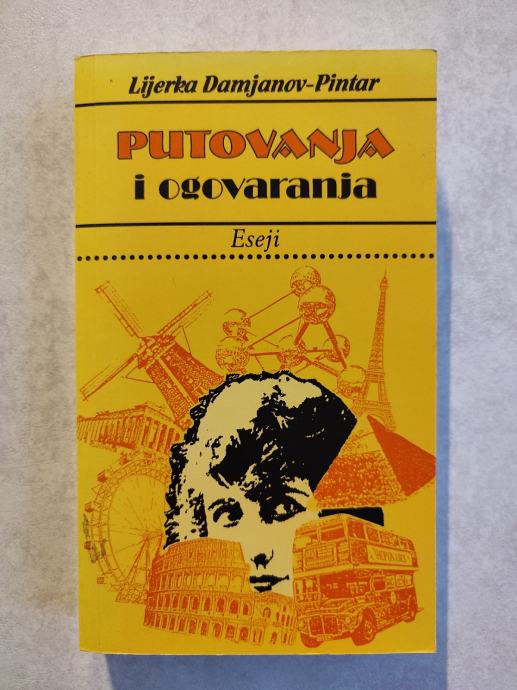 Lijerka Damjanov-Pintar
PUTOVANJA
i ogovaranja
Eseji